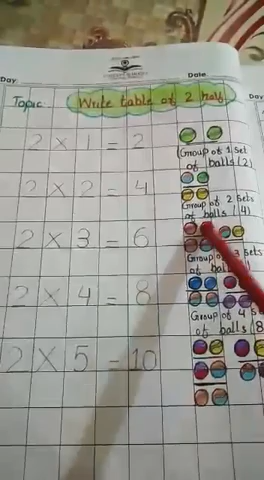 Day
Date
Day
Topic
Write table of 2 half
2 × 1 = 2
(Group of 1 set
of balls (2)
2 × 2 = 4
Group of 2 sets
of balls (4)
2 × 3 = 6
Group of 3 sets
of balls
2 × 4 = 8
Group of 4 s
of balls (8
2 × 5 = 10